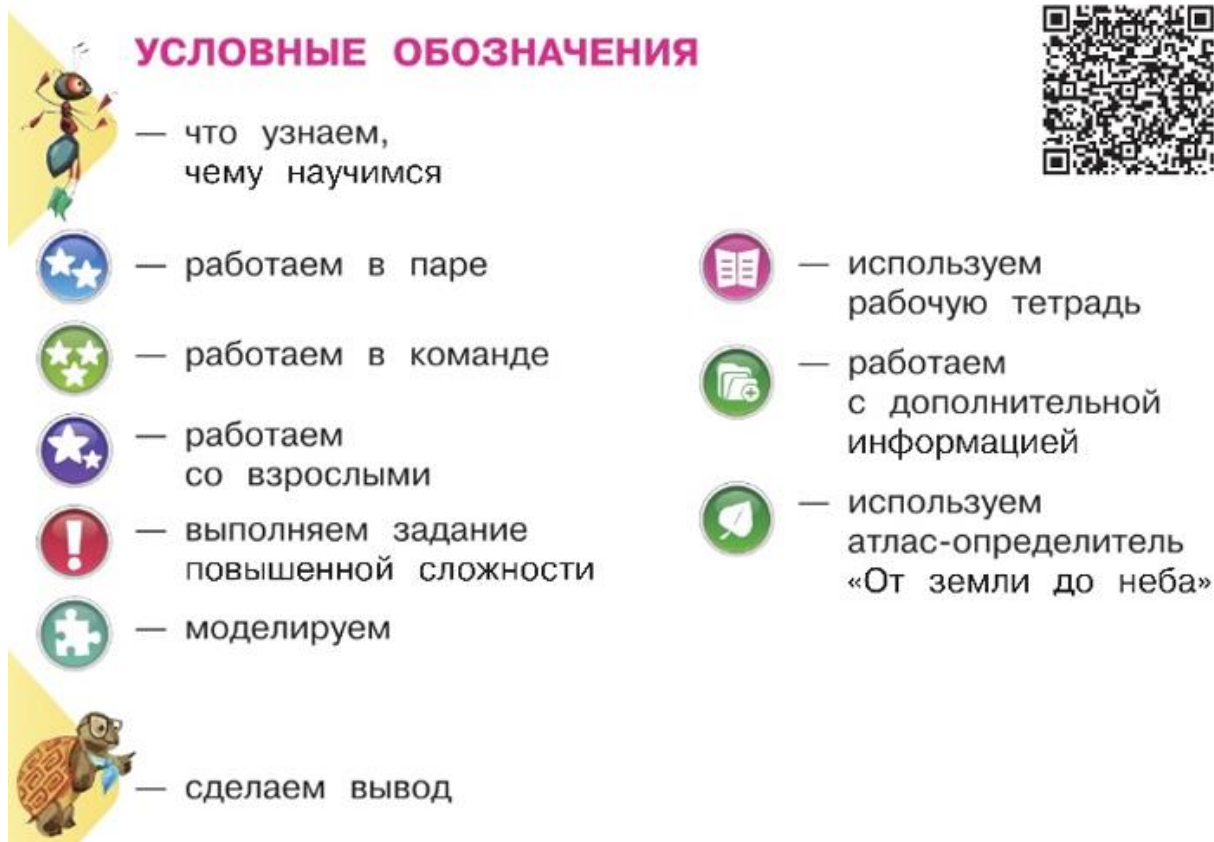 УСЛОВНЫЕ ОБОЗНАЧЕНИЯ
— что узнаем,
чему научимся
— работаем в паре
— работаем в команде
— работаем
со взрослыми
— выполняем задание
повышенной сложности
— моделируем
— сделаем вывод
— используем
рабочую тетрадь
— работаем
с дополнительной
информацией
— используем
атлас-определитель
«От земли до неба»